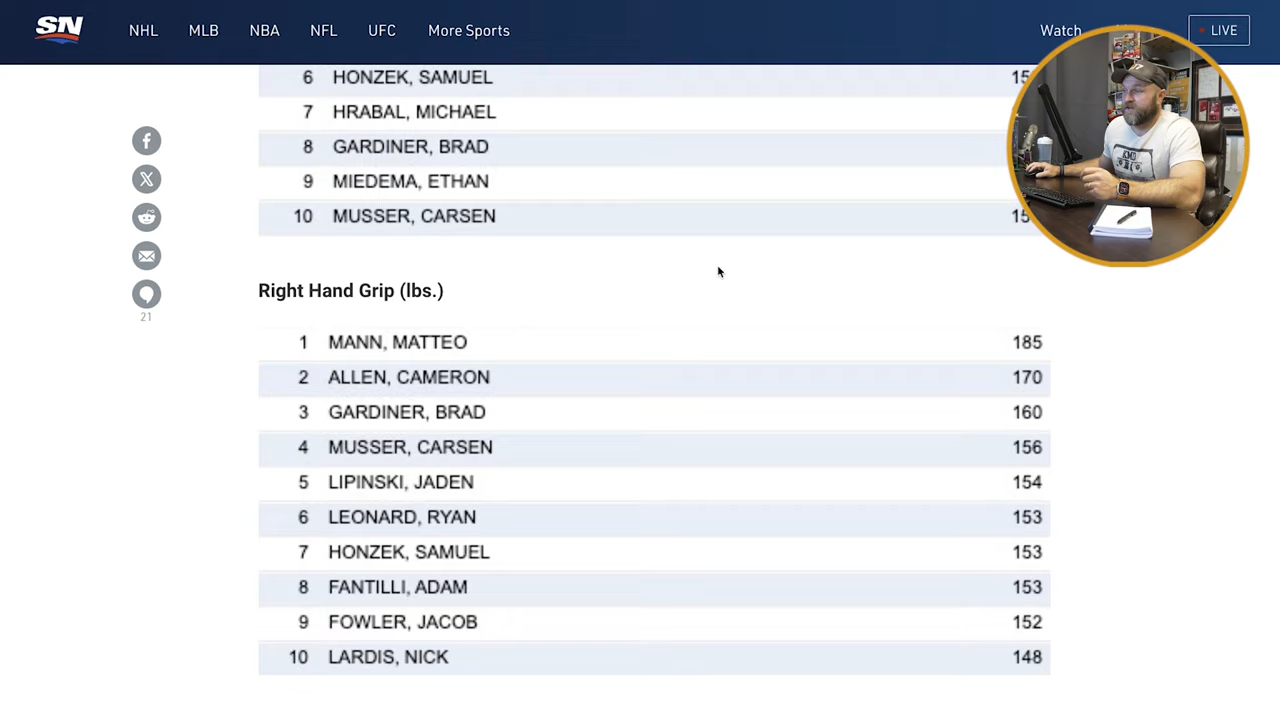 SN NHL MLB NBA NFL UFC More Sports Watch LIVE
6 HONZEK, SAMUEL
7 HRABAL, MICHAEL
8 GARDINER, BRAD
9 MIEDEMA, ETHAN
10 MUSSER, CARSEN
21
Right Hand Grip (lbs.)
1 MANN, MATTEO 185
2 ALLEN, CAMERON 170
3 GARDINER, BRAD 160
4 MUSSER, CARSEN 156
5 LIPINSKI, JADEN 154
6 LEONARD, RYAN 153
7 HONZEK, SAMUEL 153
8 FANTILLI, ADAM 153
9 FOWLER, JACOB 152
10 LARDIS, NICK 148